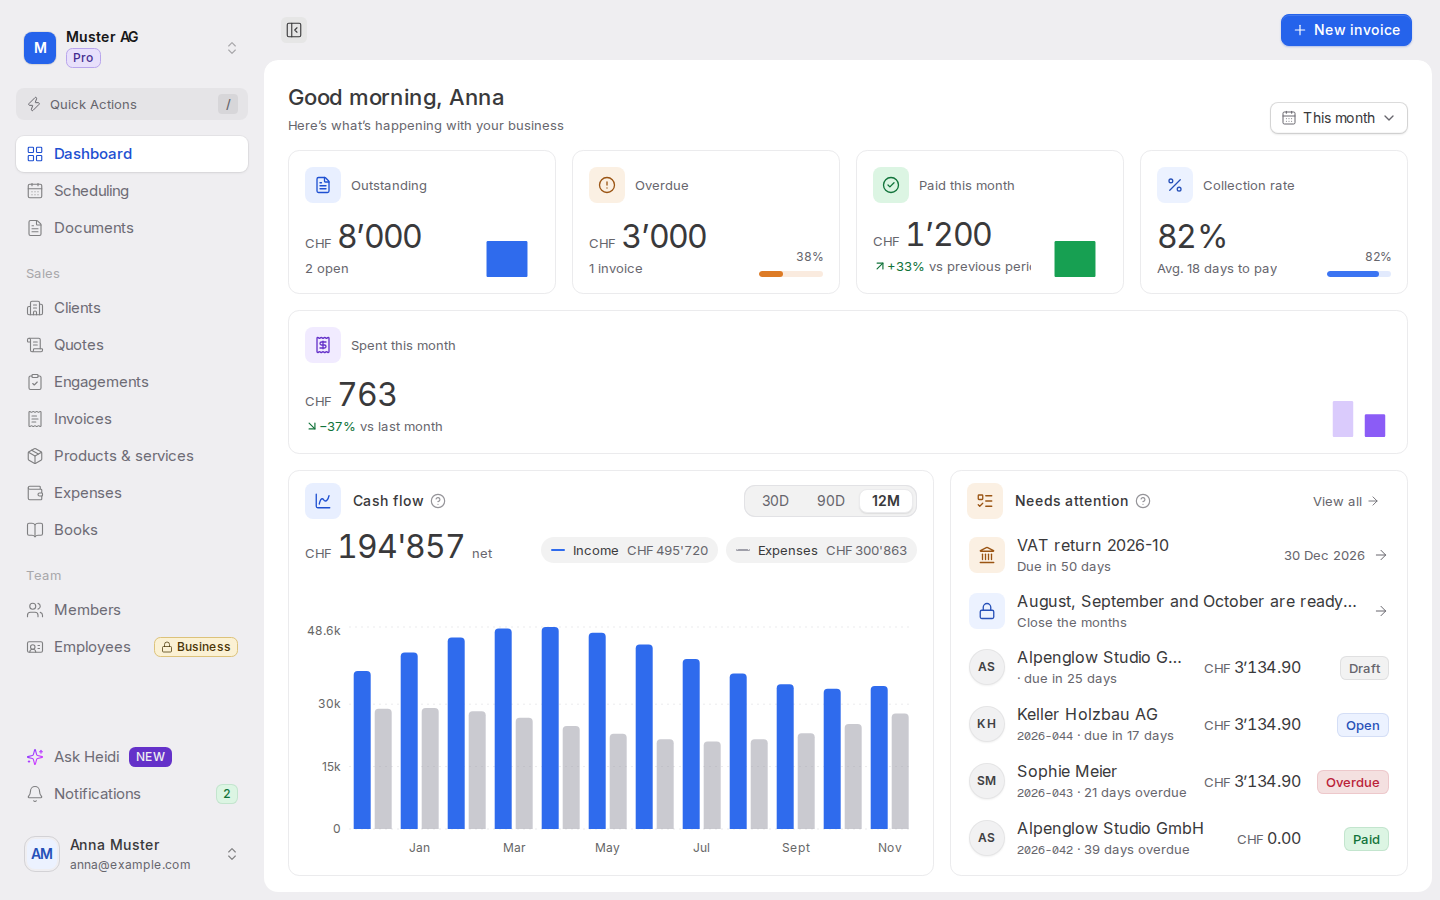 M
Muster AG
Pro
Quick Actions
/
Dashboard
Scheduling
Documents
Sales
Clients
Quotes
Engagements
Invoices
Products & services
Expenses
Books
Team
Members
Employees
Business
Ask Heidi
NEW
Notifications
2
AM
Anna Muster
anna@example.com
New invoice
Good morning, Anna
Here’s what’s happening with your business
This month
Outstanding
CHF 8’000
2 open
Overdue
CHF 3’000
1 invoice
38%
Paid this month
CHF 1’200
+33% vs previous peri
Collection rate
82%
Avg. 18 days to pay
82%
Spent this month
CHF 763
−37% vs last month
Cash flow
30D 90D 12M
CHF 194'857 net
Income CHF 495'720
Expenses CHF 300'863
48.6k
30k
15k
0
Jan Mar May Jul Sept Nov
Needs attention
View all
VAT return 2026-10
Due in 50 days
30 Dec 2026
August, September and October are ready...
Close the months
AS
Alpenglow Studio G...
· due in 25 days
CHF 3’134.90
Draft
KH
Keller Holzbau AG
2026-044 · due in 17 days
CHF 3’134.90
Open
SM
Sophie Meier
2026-043 · 21 days overdue
CHF 3’134.90
Overdue
AS
Alpenglow Studio GmbH
2026-042 · 39 days overdue
CHF 0.00
Paid